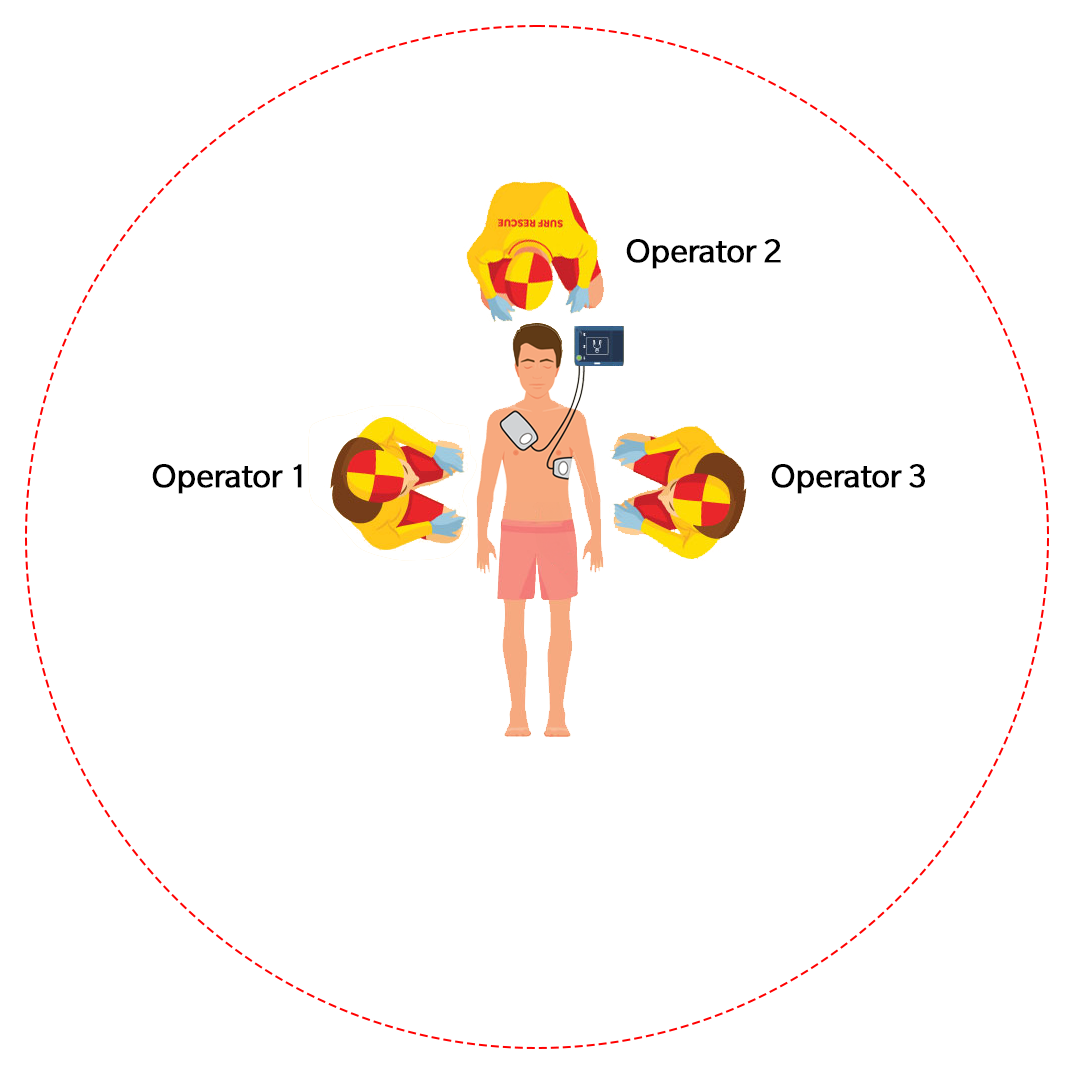 SURF RESCUE
Operator 2
Operator 1
Operator 3